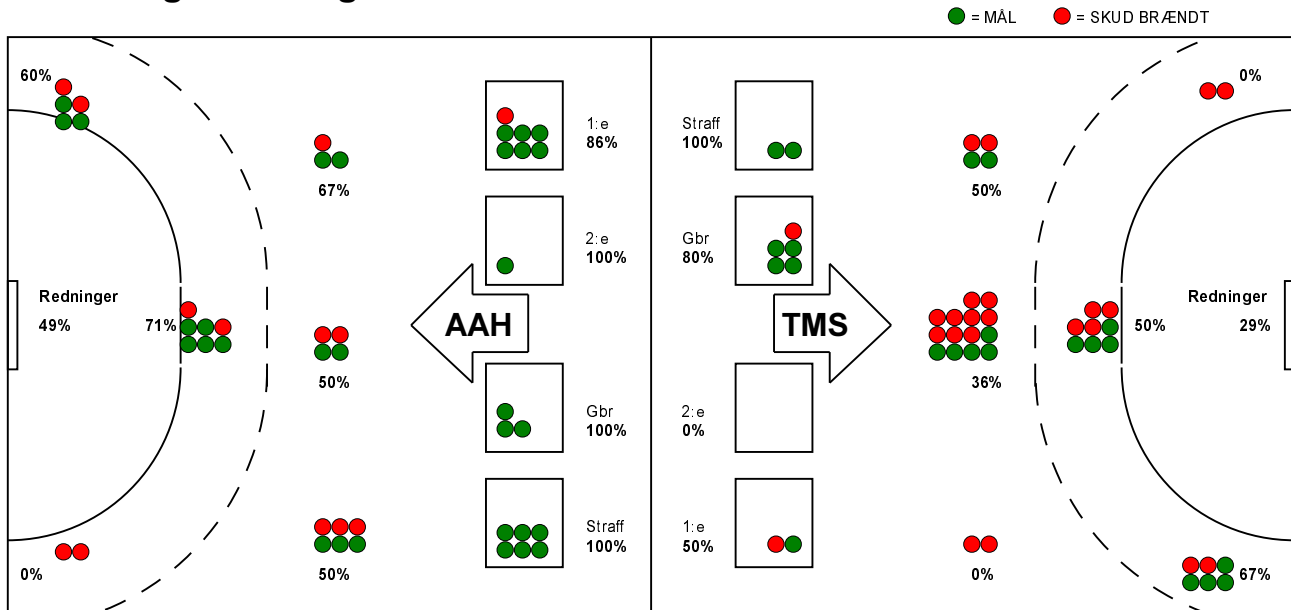 = MÅL
= SKUD BRÆNDT
60%
67%
71%
Redninger
49%
50%
0%
50%
1:e
86%
2:e
100%
AAH
Gbr
100%
Straff
100%
Straff
100%
Gbr
80%
TMS
2:e
0%
1:e
50%
0%
50%
36%
50%
Redninger
29%
0%
67%